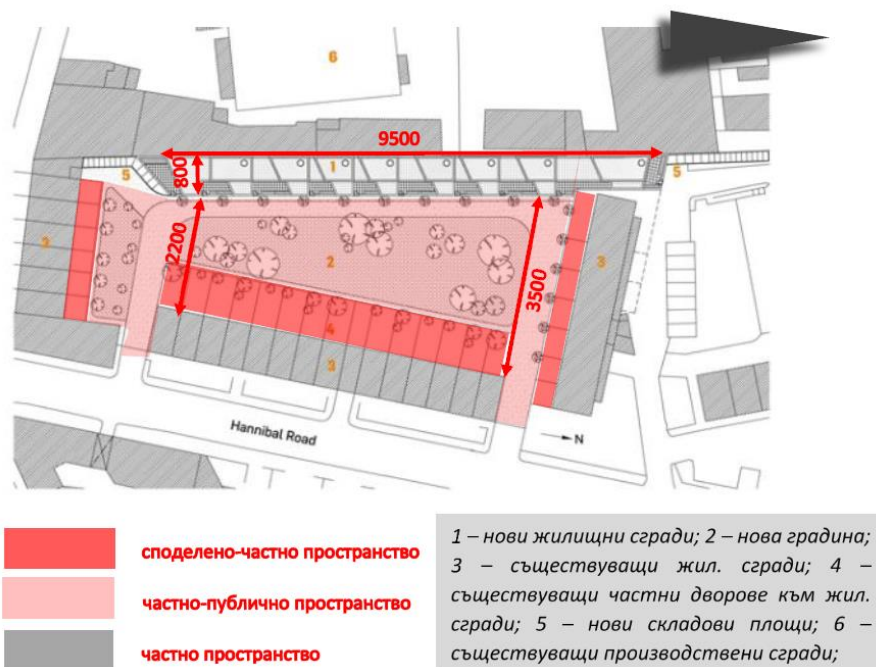 6
9500
800
1
5
5
2200
2
3
3500
3
4
3
Hannibal Road
→N
споделено-частно пространство
частно-публично пространство
частно пространство
1 – нови жилищни сгради; 2 – нова градина;
3 – съществуващи жил. сгради; 4 –
съществуващи частни дворове към жил.
сгради; 5 – нови складови площи; 6 –
съществуващи производствени сгради;